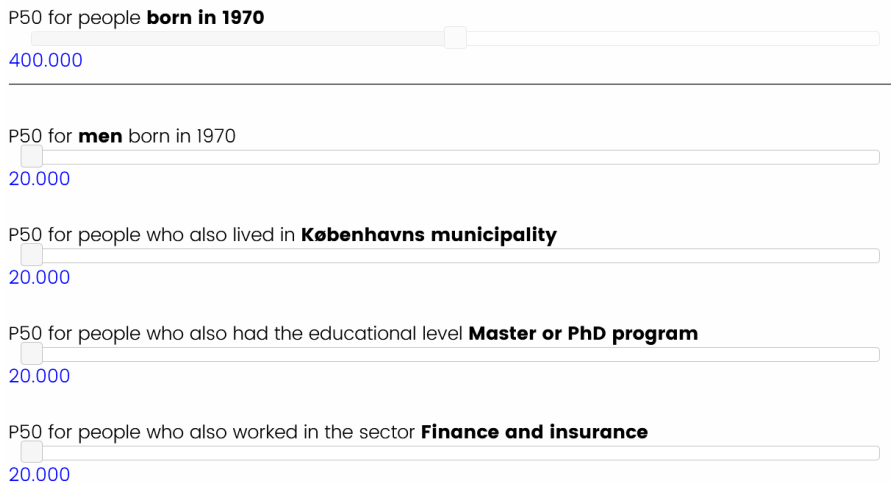 P50 for people born in 1970
400.000
P50 for men born in 1970
20.000
P50 for people who also lived in Københavns municipality
20.000
P50 for people who also had the educational level Master or PhD program
20.000
P50 for people who also worked in the sector Finance and insurance
20.000